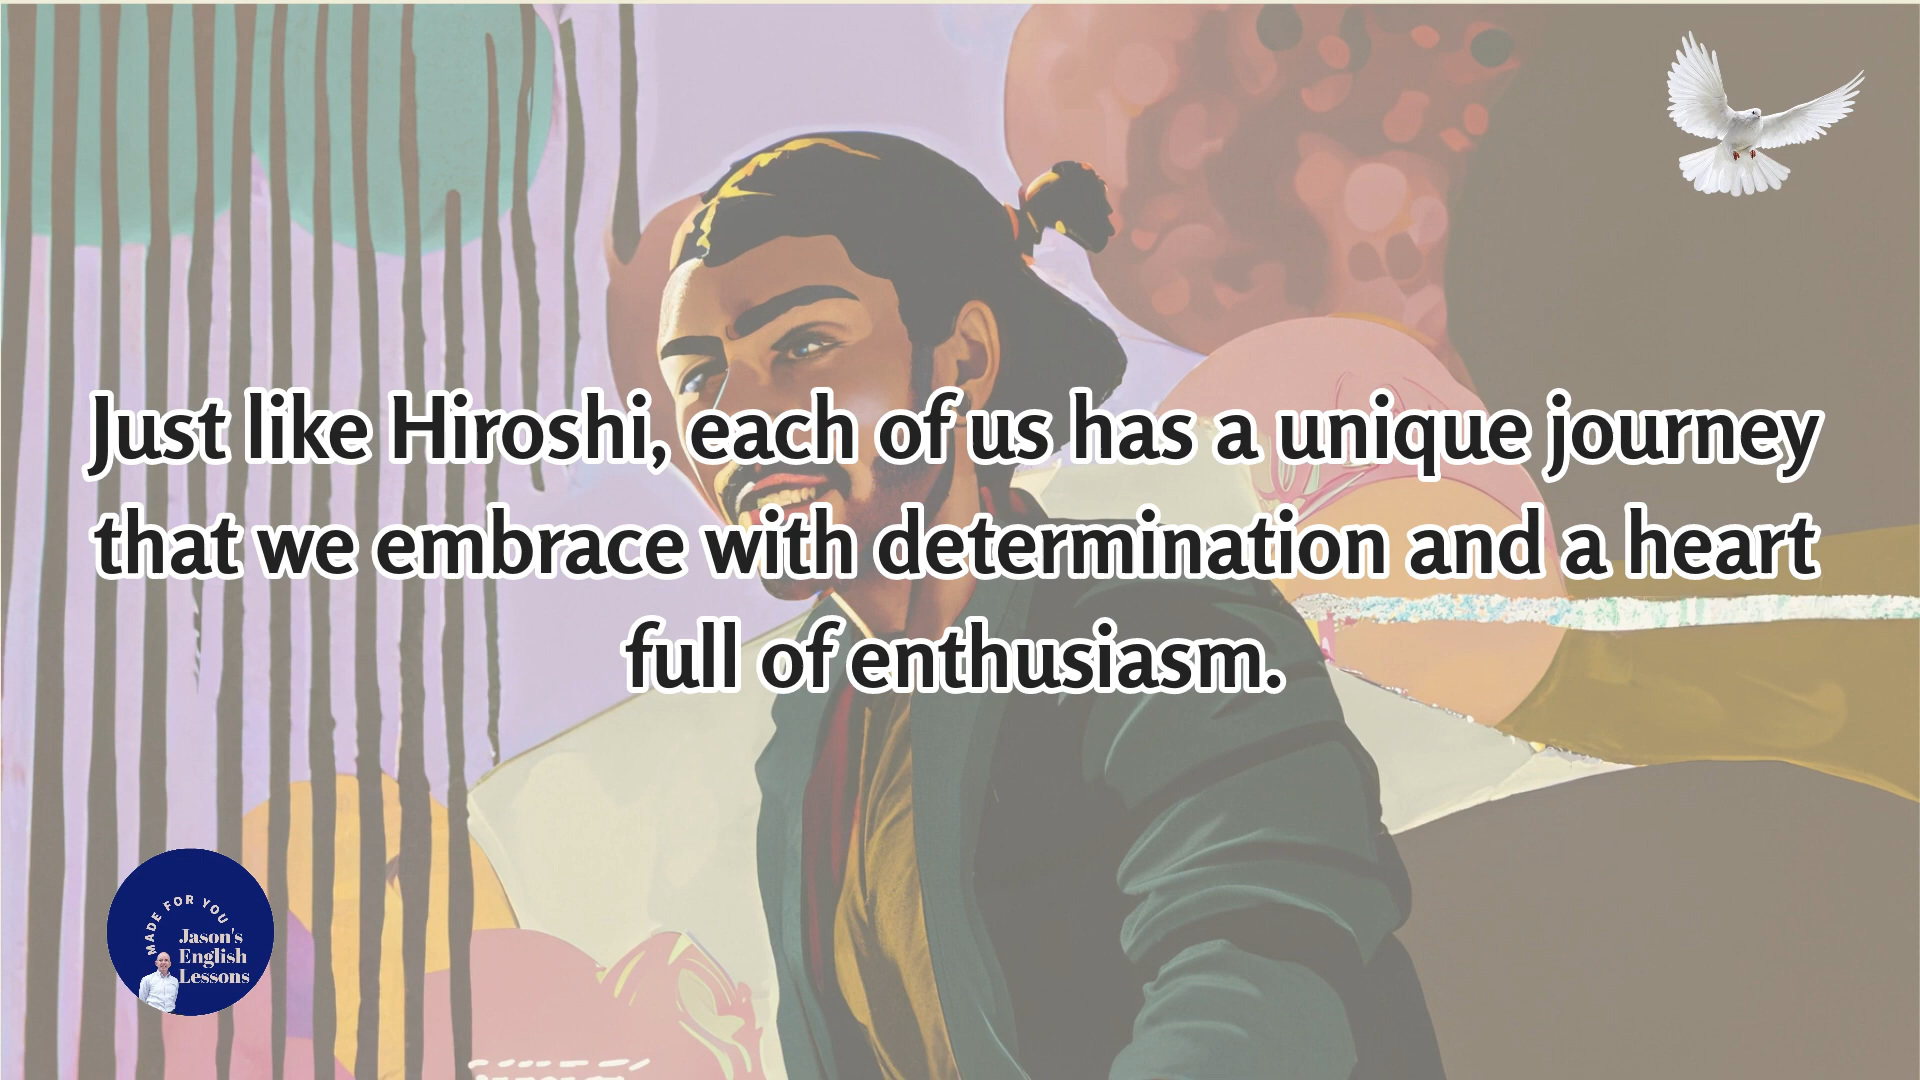 Just like Hiroshi, each of us has a unique journey
that we embrace with determination and a heart
full of enthusiasm.
MADE FOR YOU
Jason's
English
Lessons